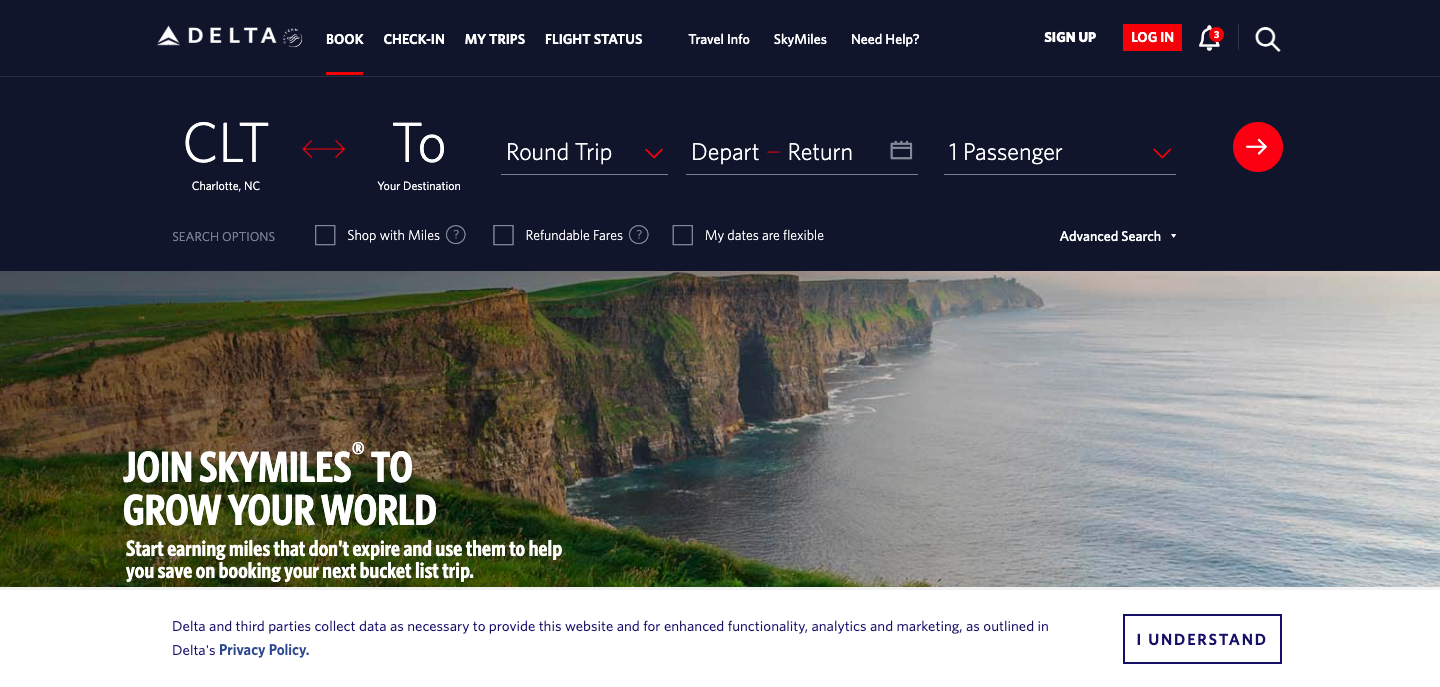 DELTA BOOK CHECK-IN MY TRIPS FLIGHT STATUS Travel Info SkyMiles Need Help? SIGN UP LOG IN 3
CLT To Round Trip Depart — Return 1 Passenger
Charlotte, NC Your Destination
SEARCH OPTIONS Shop with Miles ? Refundable Fares ? My dates are flexible Advanced Search
JOIN SKYMILES® TO
GROW YOUR WORLD
Start earning miles that don't expire and use them to help
you save on booking your next bucket list trip.
Delta and third parties collect data as necessary to provide this website and for enhanced functionality, analytics and marketing, as outlined in
Delta's Privacy Policy.
I UNDERSTAND